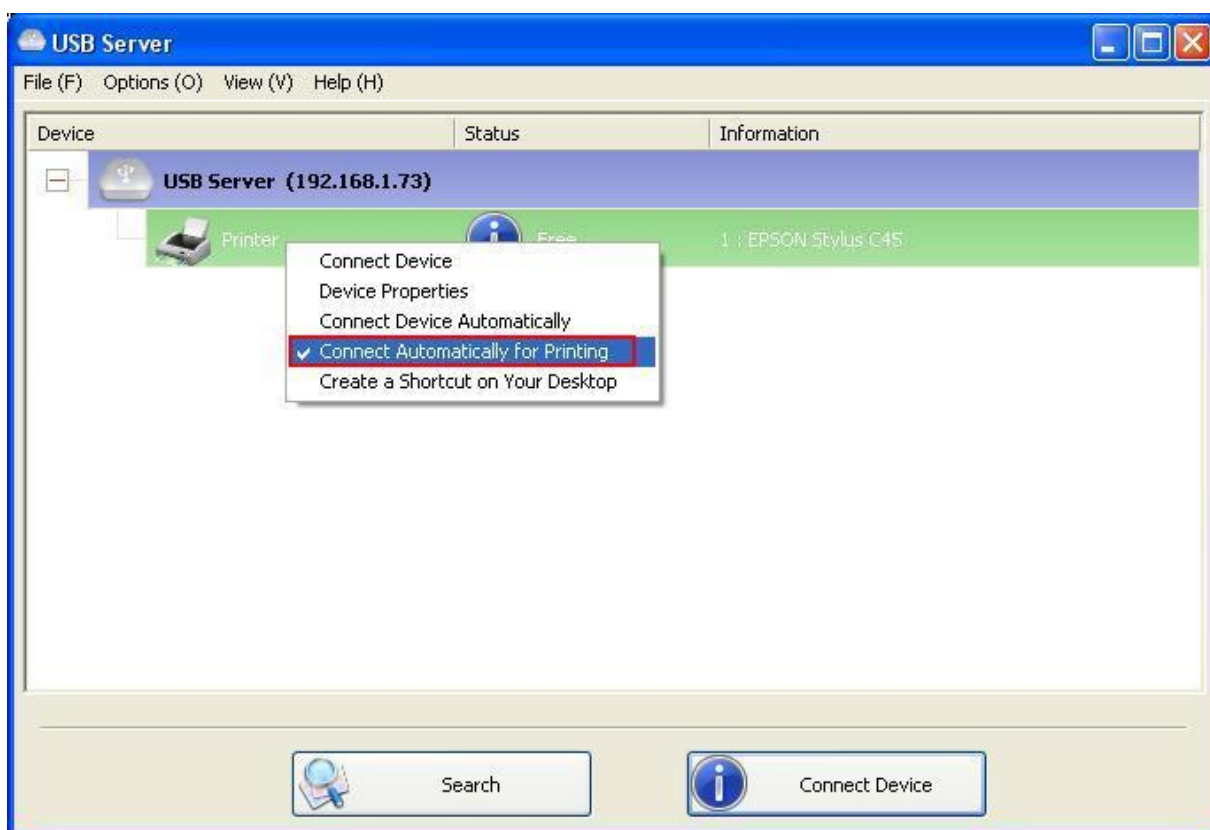 USB Server
File (F) Options (O) View (V) Help (H)
Device Status Information
USB Server (192.168.1.73)
Printer Free 1 : EPSON Stylus C45
Connect Device
Device Properties
Connect Device Automatically
Connect Automatically for Printing
Create a Shortcut on Your Desktop
Search Connect Device